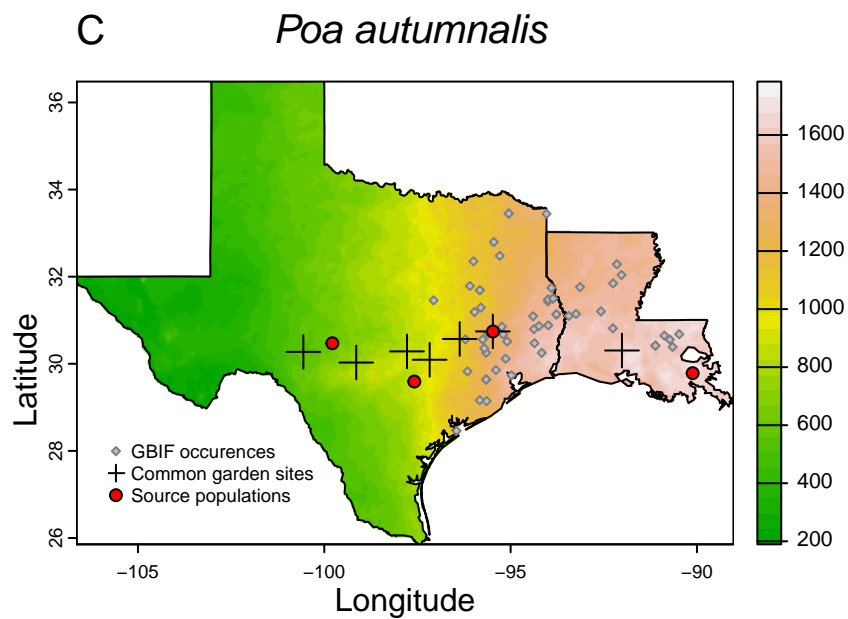 C
Poa autumnalis
Latitude
36
34
32
30
28
26
GBIF occurences
Common garden sites
Source populations
−105
−100
−95
−90
Longitude
1600
1400
1200
1000
800
600
400
200